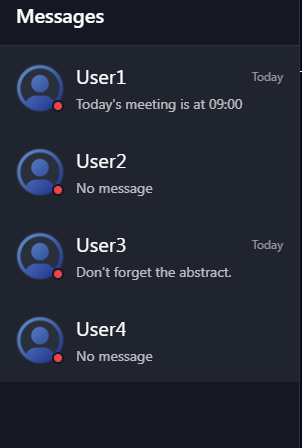 Messages
User1
Today
Today's meeting is at 09:00
User2
No message
User3
Today
Don't forget the abstract.
User4
No message